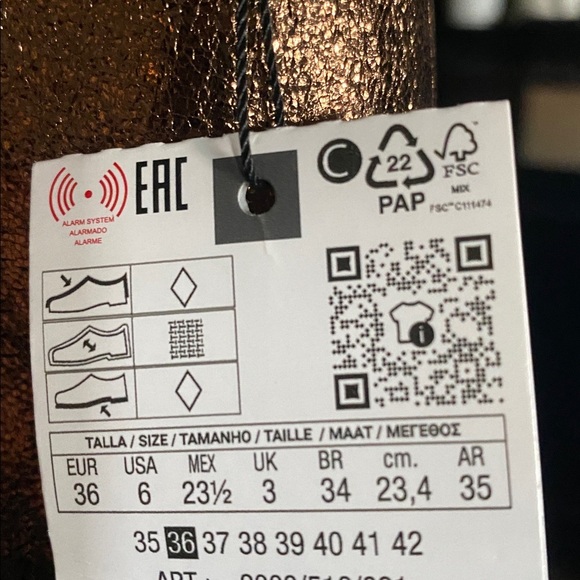 EAC
ALARM SYSTEM
ALARMADO
ALARME
C
22
PAP
FSC
MIX
FSC™ C111474
i
TALLA / SIZE / TAMANHO / TAILLE / MAAT / ΜΕΓΕΘΟΣ
EUR USA MEX UK BR cm. AR
36 6 23½ 3 34 23,4 35
35 36 37 38 39 40 41 42
ART.: